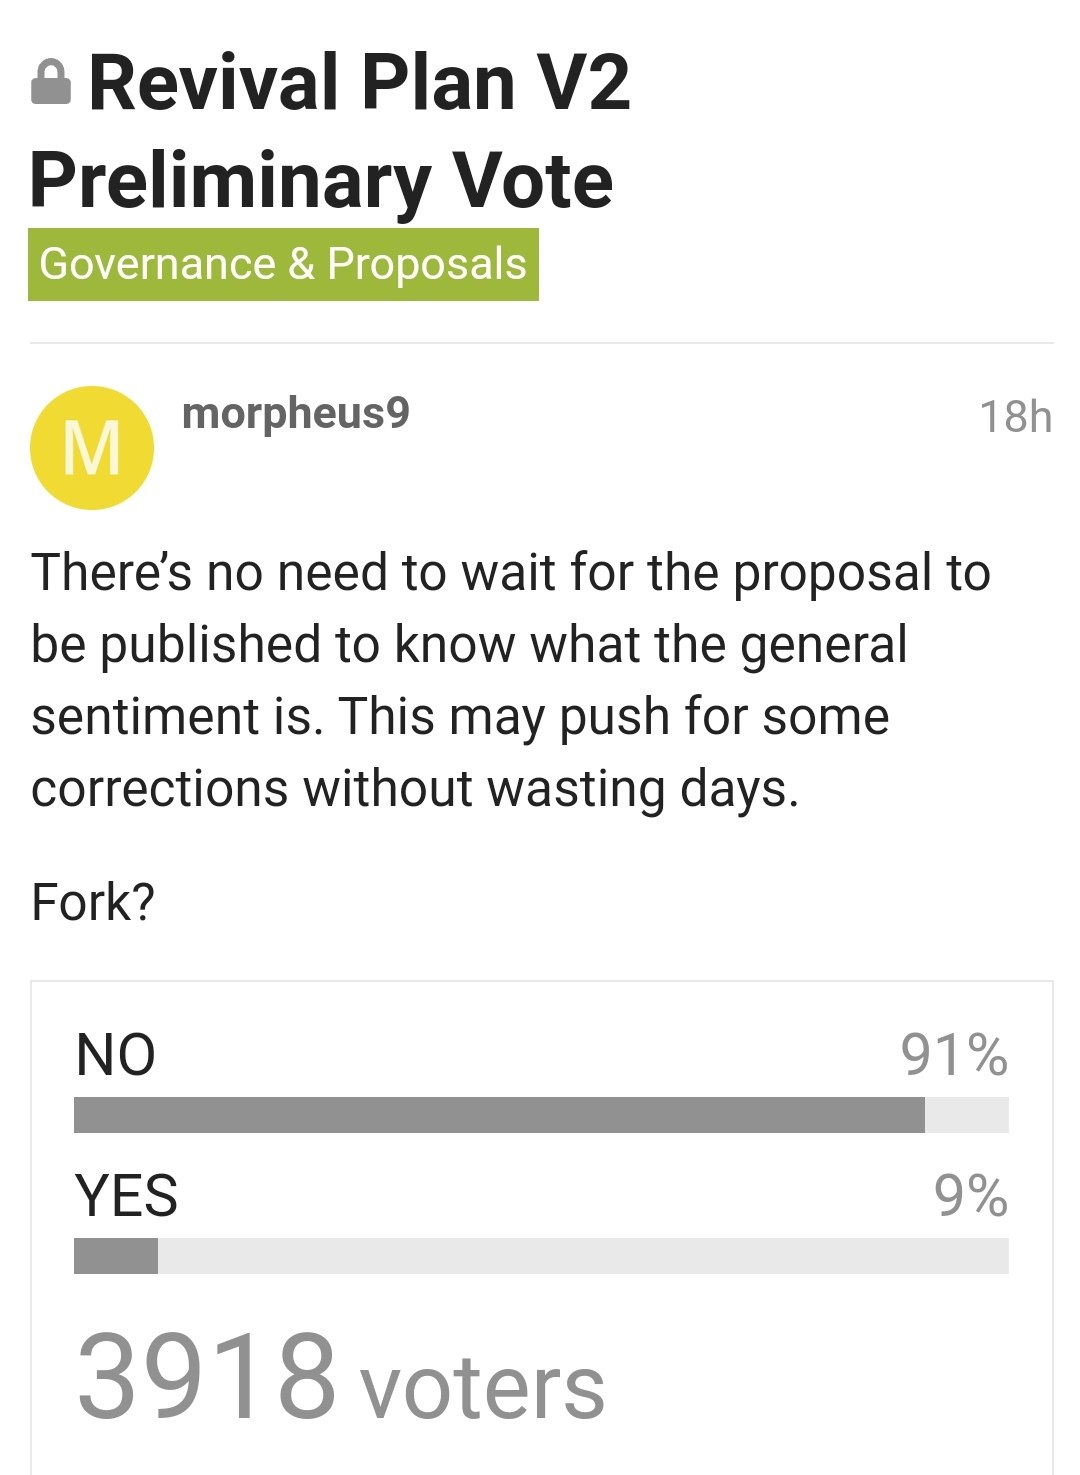 Revival Plan V2
Preliminary Vote
Governance & Proposals
M
morpheus9
18h
There’s no need to wait for the proposal to
be published to know what the general
sentiment is. This may push for some
corrections without wasting days.
Fork?
NO
91%
YES
9%
3918 voters